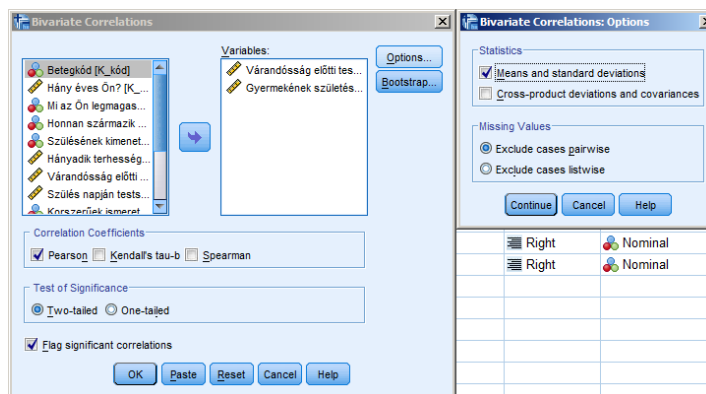 Bivariate Correlations
Variables:
Betegkód [K_kód]
Hány éves Ön? [K_...
Mi az Ön legmagas...
Honnan származik ...
Szülésének kimenet...
Hányadik terhesség...
Várandósság előtti ...
Szülés napján tests...
Korszerűek ismeret
Várandósság előtti tes...
Gyermekének születés...
Options...
Bootstrap...
Correlation Coefficients
Pearson Kendall's tau-b Spearman
Test of Significance
Two-tailed One-tailed
Flag significant correlations
OK Paste Reset Cancel Help
Bivariate Correlations: Options
Statistics
Means and standard deviations
Cross-product deviations and covariances
Missing Values
Exclude cases pairwise
Exclude cases listwise
Continue Cancel Help
Right Nominal
Right Nominal